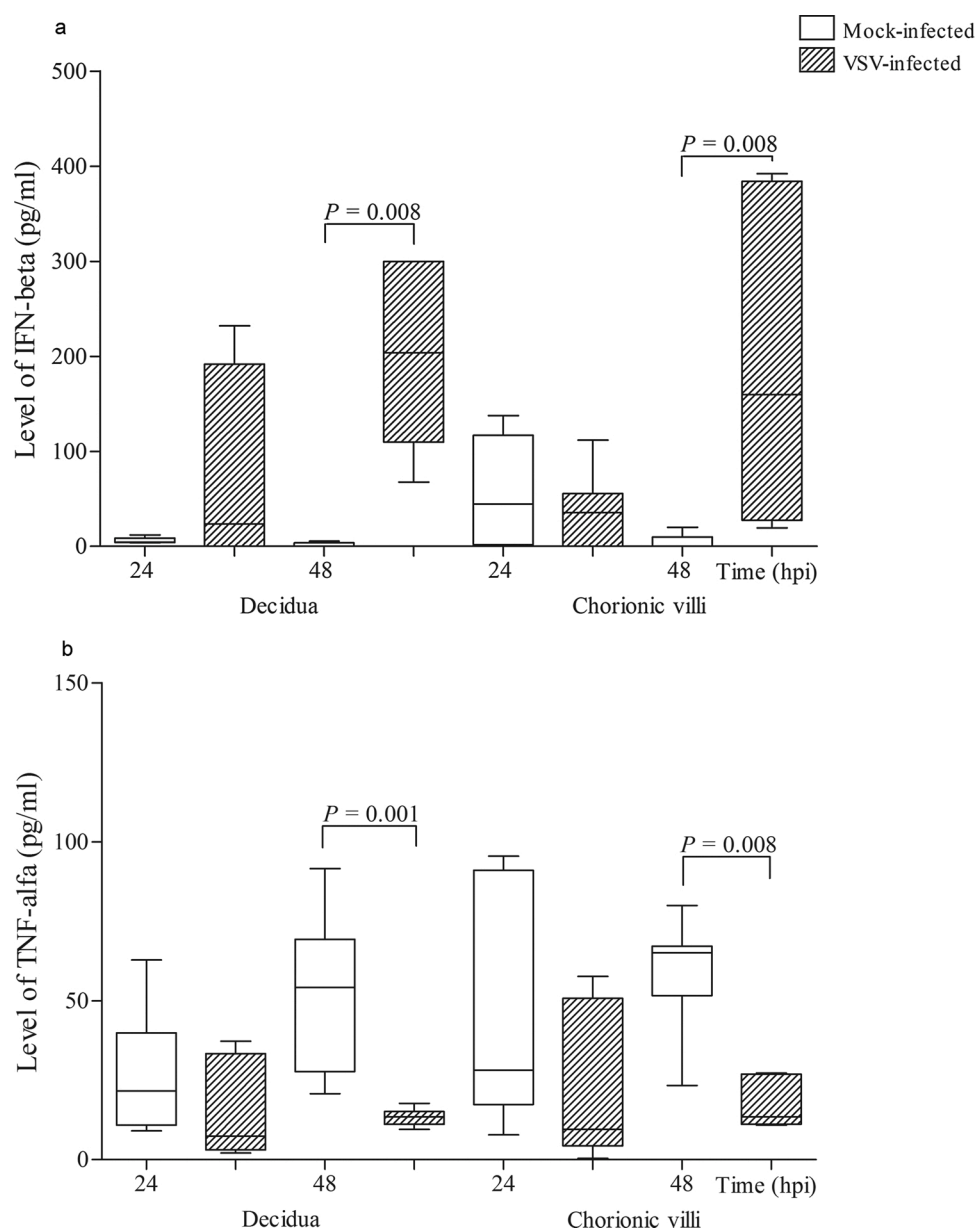 a
Mock-infected
VSV-infected
500
400
300
200
100
0
Level of IFN-beta (pg/ml)
P = 0.008
P = 0.008
24
48
24
48
Time (hpi)
Decidua
Chorionic villi
b
150
100
50
0
Level of TNF-alfa (pg/ml)
P = 0.001
P = 0.008
24
48
24
48
Time (hpi)
Decidua
Chorionic villi